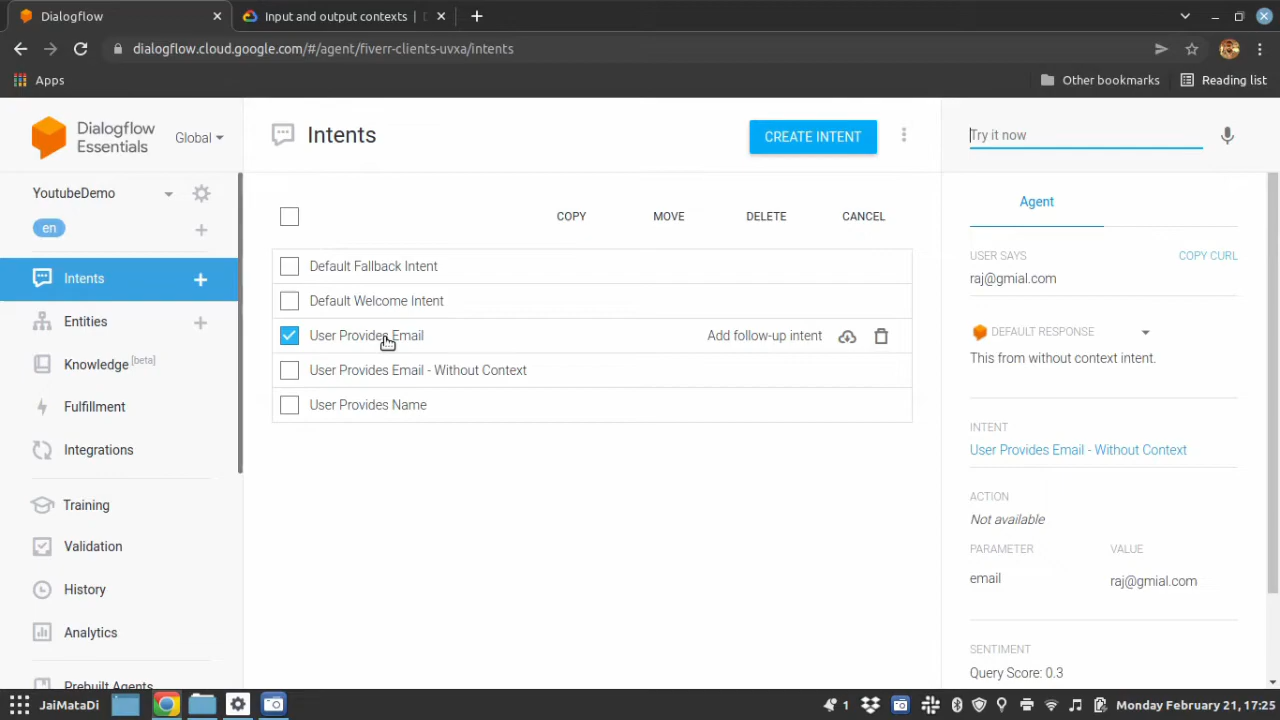 Dialogflow
Input and output contexts | D
dialogflow.cloud.google.com/#/agent/fiverr-clients-uvxa/intents
Apps
Other bookmarks
Reading list
Dialogflow
Essentials
Global
Intents
CREATE INTENT
Try it now
YoutubeDemo
en
COPY
MOVE
DELETE
CANCEL
Agent
Intents
Default Fallback Intent
USER SAYS
COPY CURL
raj@gmial.com
Entities
Default Welcome Intent
Knowledge [beta]
User Provides Email
Add follow-up intent
DEFAULT RESPONSE
This from without context intent.
User Provides Email - Without Context
Fulfillment
User Provides Name
INTENT
User Provides Email - Without Context
Integrations
ACTION
Not available
Training
PARAMETER
VALUE
Validation
email
raj@gmial.com
History
Analytics
SENTIMENT
Query Score: 0.3
Prebuilt Agents
JaiMataDi
1
Monday February 21, 17:25